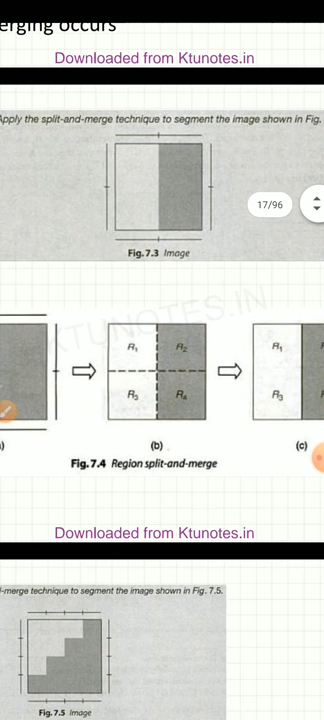 erging occurs
Downloaded from Ktunotes.in
Apply the split-and-merge technique to segment the image shown in Fig.
17/96
Fig.7.3 Image
KTUNOTES.IN
R₁ R₂ R₁
R₃ R₄ R₃
(b) (c)
Fig.7.4 Region split-and-merge
Downloaded from Ktunotes.in
-merge technique to segment the image shown in Fig. 7.5.
Fig.7.5 Image